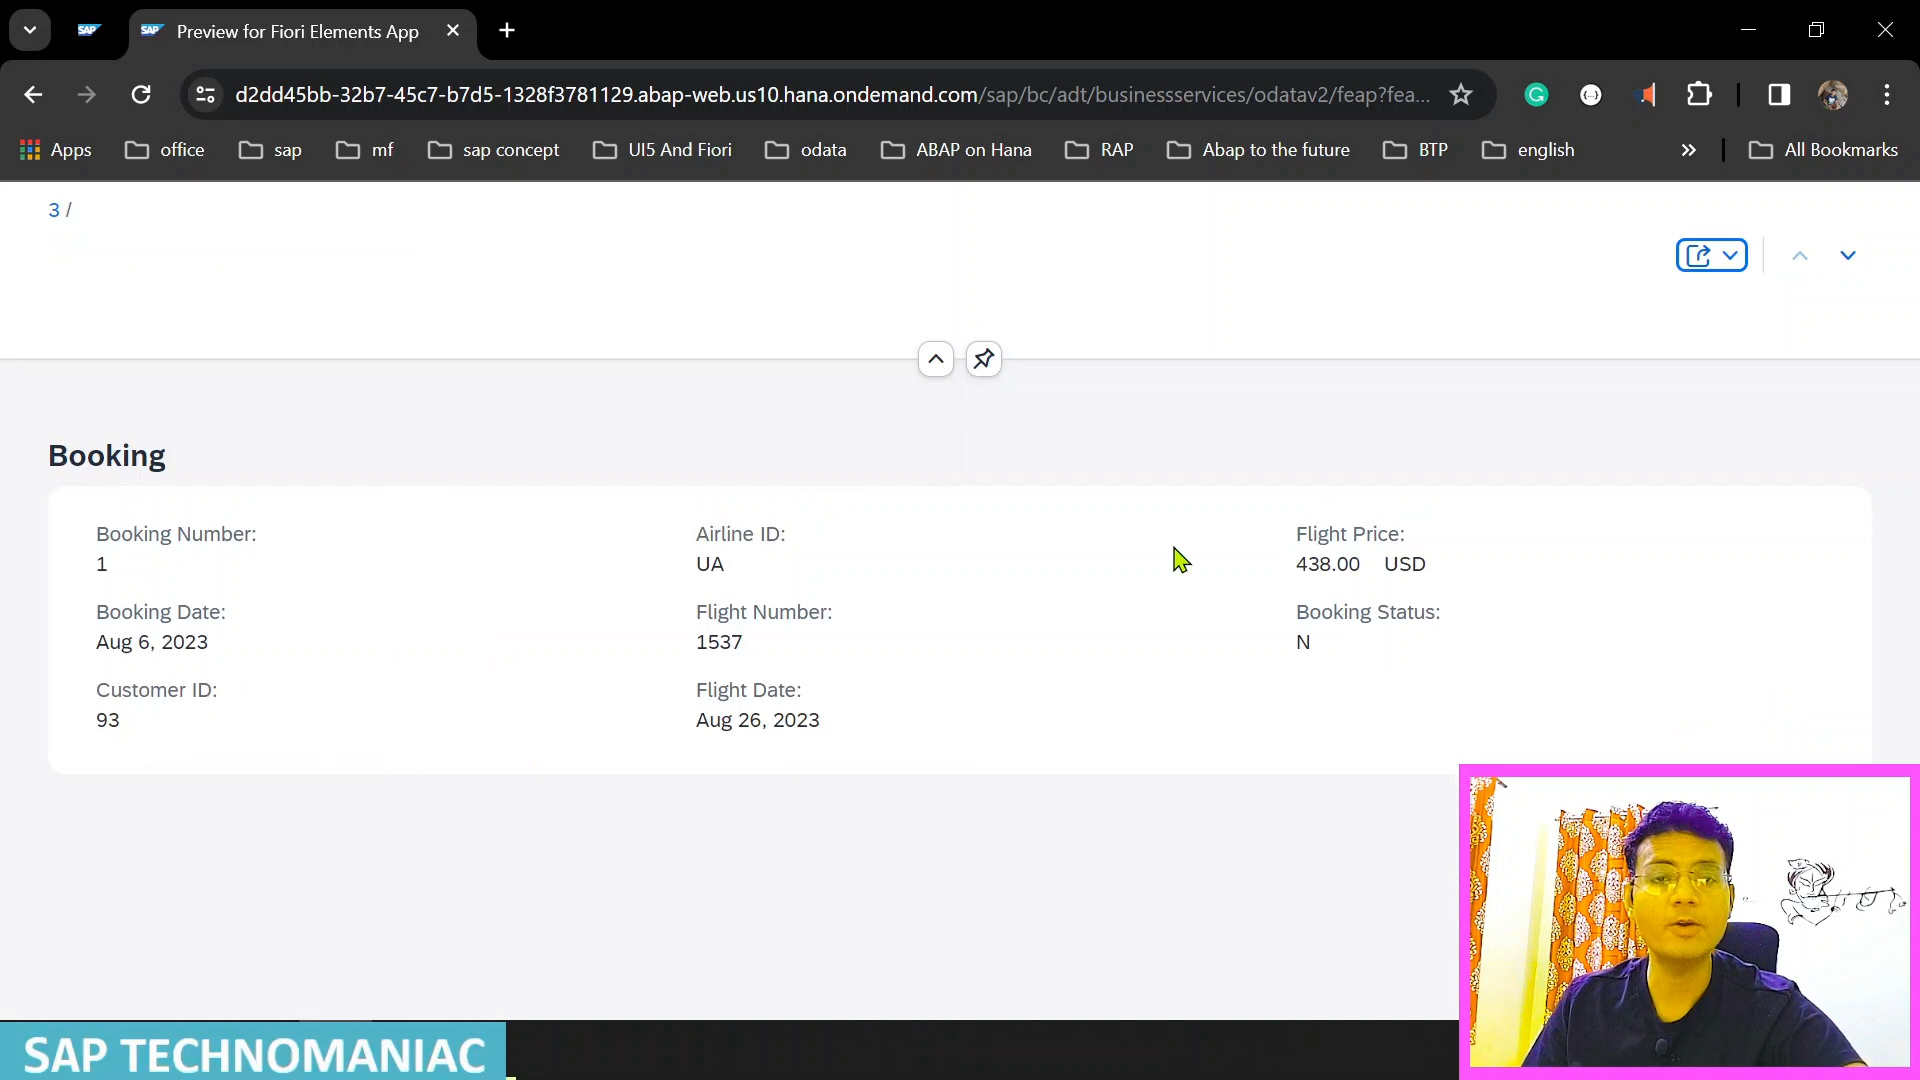 SAP
SAP Preview for Fiori Elements App
d2dd45bb-32b7-45c7-b7d5-1328f3781129.abap-web.us10.hana.ondemand.com/sap/bc/adt/businessservices/odatav2/feap?fea...
Apps office sap mf sap concept UI5 And Fiori odata ABAP on Hana RAP Abap to the future BTP english » All Bookmarks
3 /
Booking
Booking Number: Airline ID: Flight Price:
1 UA 438.00 USD
Booking Date: Flight Number: Booking Status:
Aug 6, 2023 1537 N
Customer ID: Flight Date:
93 Aug 26, 2023
SAP TECHNOMANIAC